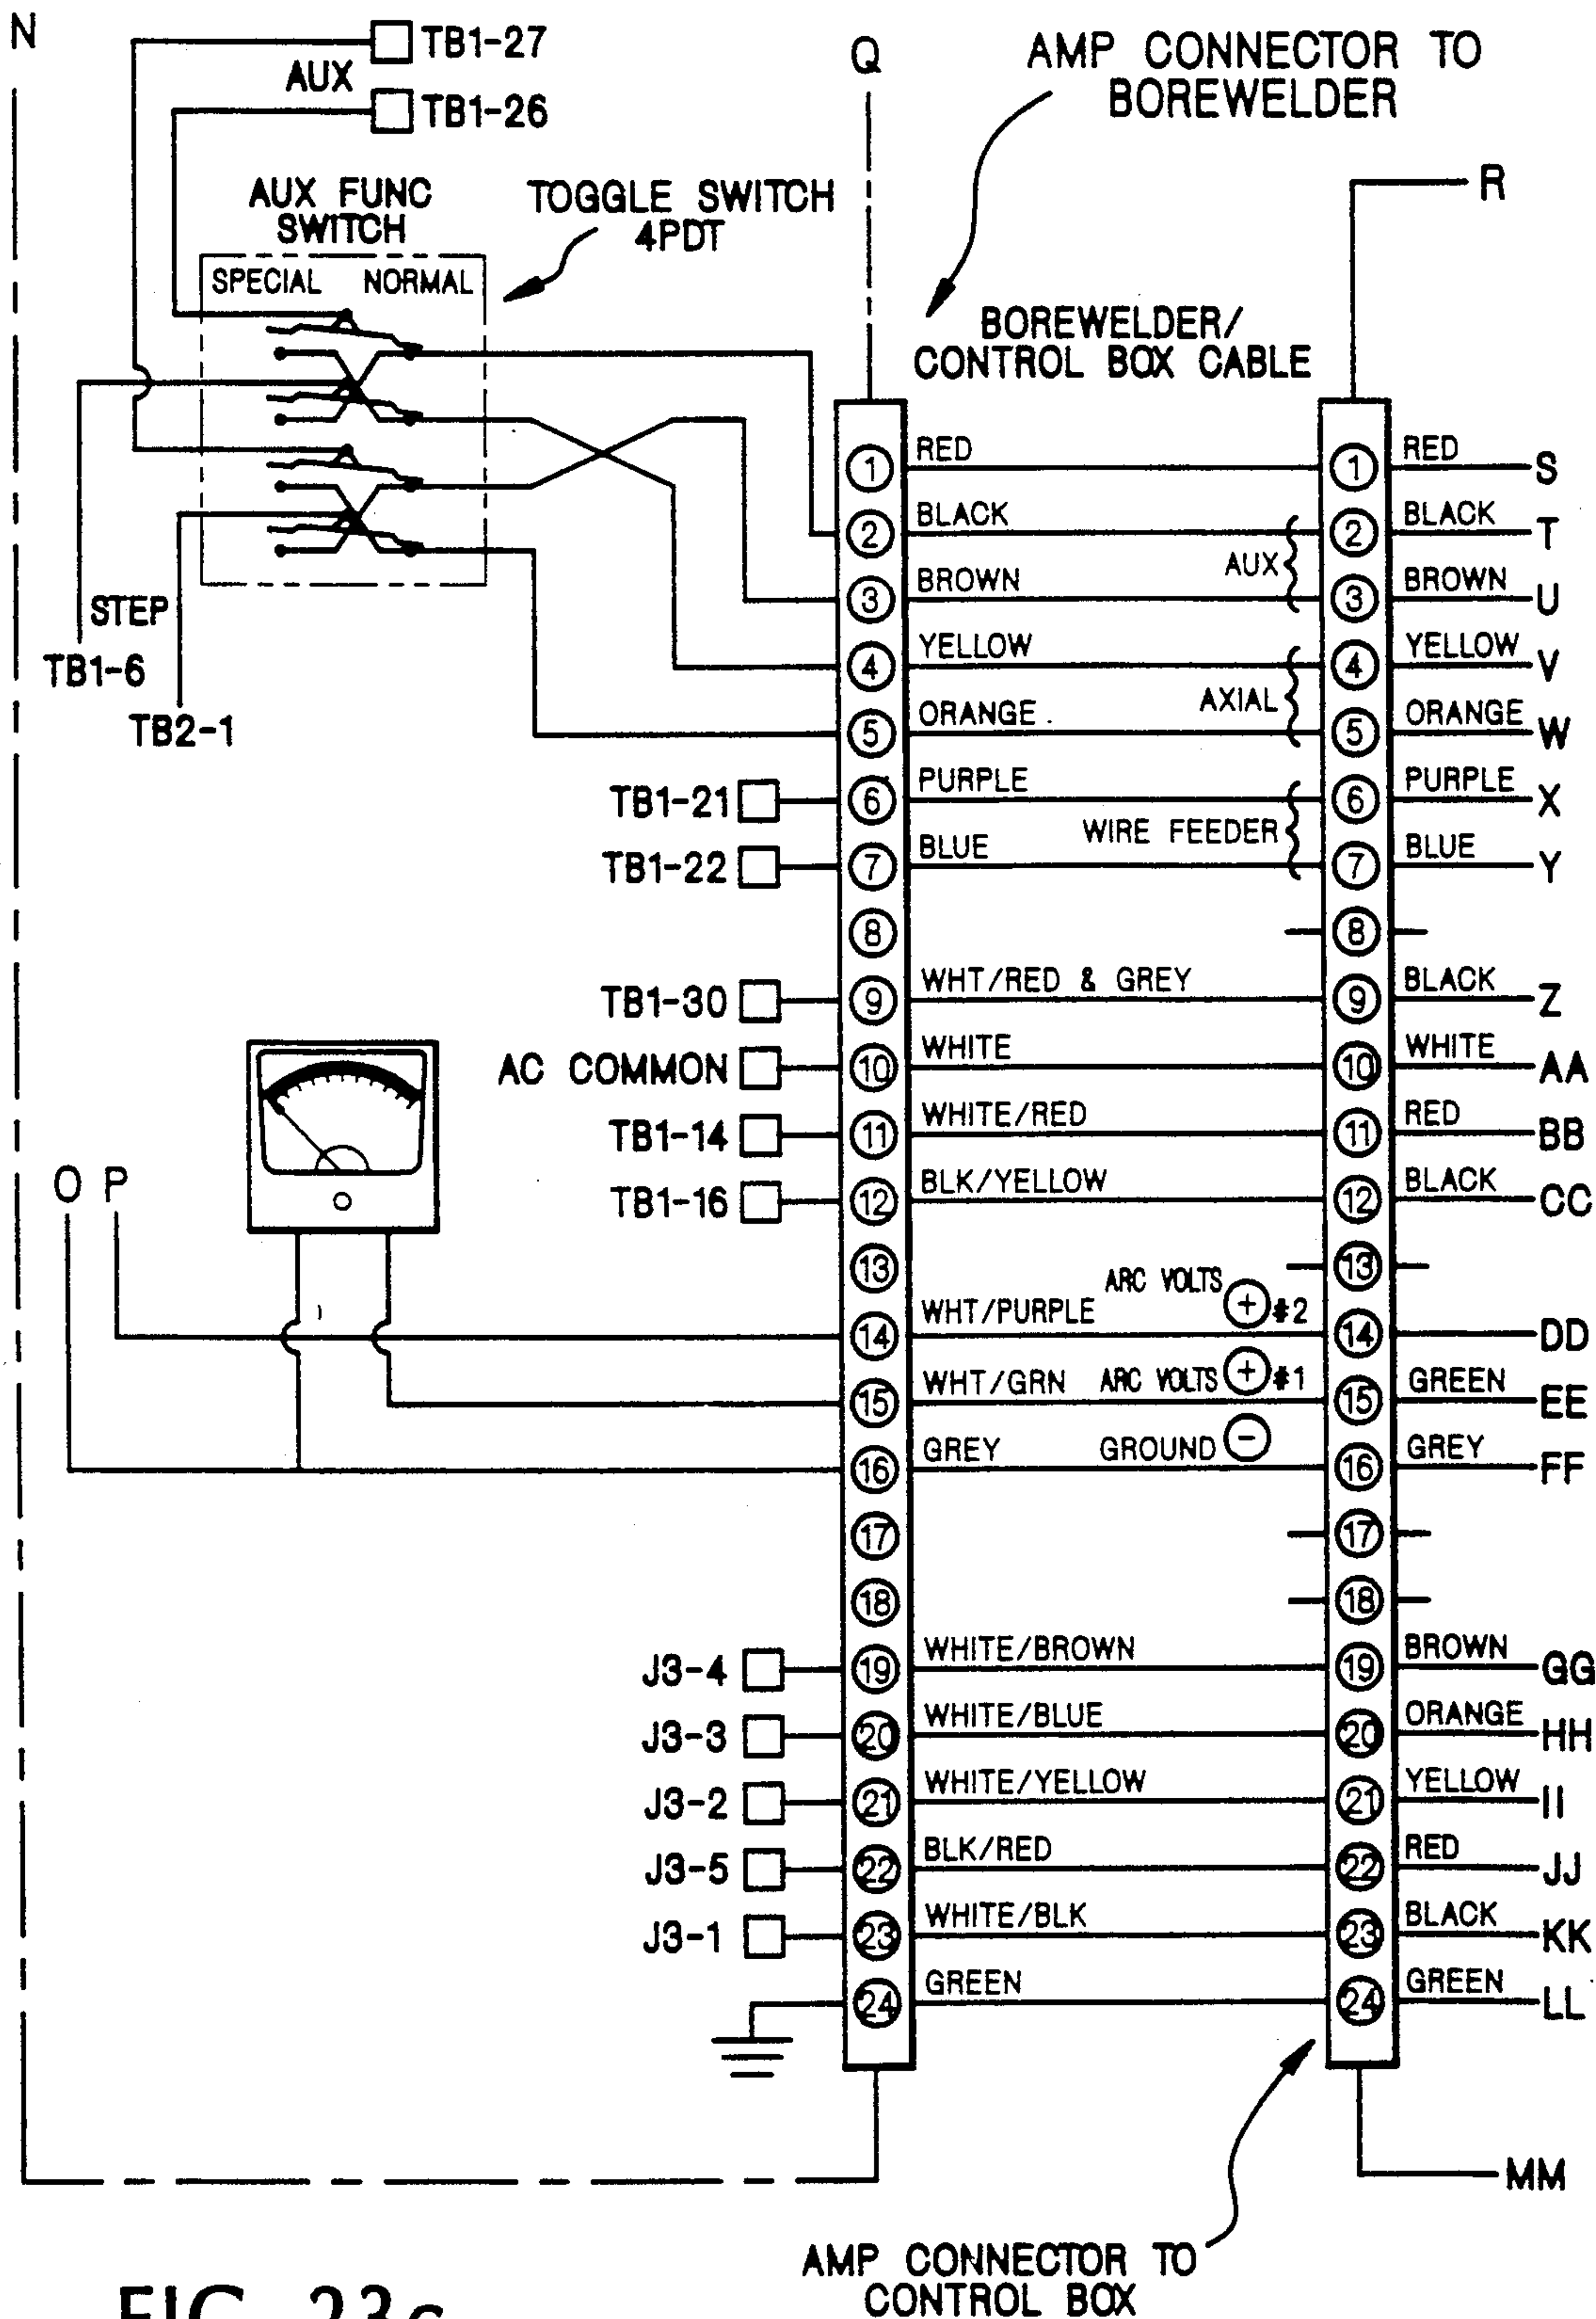 N
TB1-27
AUX
TB1-26
Q
AMP CONNECTOR TO
BOREWELDER
R
AUX FUNC
SWITCH
TOGGLE SWITCH
4PDT
SPECIAL NORMAL
BOREWELDER/
CONTROL BOX CABLE
STEP
TB1-6
TB2-1
1 RED 1 RED S
2 BLACK 2 BLACK T
AUX
3 BROWN 3 BROWN U
4 YELLOW 4 YELLOW V
AXIAL
5 ORANGE 5 ORANGE W
TB1-21 6 PURPLE 6 PURPLE X
WIRE FEEDER
TB1-22 7 BLUE 7 BLUE Y
8 8
TB1-30 9 WHT/RED & GREY 9 BLACK Z
AC COMMON 10 WHITE 10 WHITE AA
TB1-14 11 WHITE/RED 11 RED BB
TB1-16 12 BLK/YELLOW 12 BLACK CC
O P
13 13
14 WHT/PURPLE ARC VOLTS + #2 14 DD
15 WHT/GRN ARC VOLTS + #1 15 GREEN EE
16 GREY GROUND - 16 GREY FF
17 17
18 18
J3-4 19 WHITE/BROWN 19 BROWN GG
J3-3 20 WHITE/BLUE 20 ORANGE HH
J3-2 21 WHITE/YELLOW 21 YELLOW II
J3-5 22 BLK/RED 22 RED JJ
J3-1 23 WHITE/BLK 23 BLACK KK
24 GREEN 24 GREEN LL
MM
AMP CONNECTOR TO
CONTROL BOX
FIG. 23c